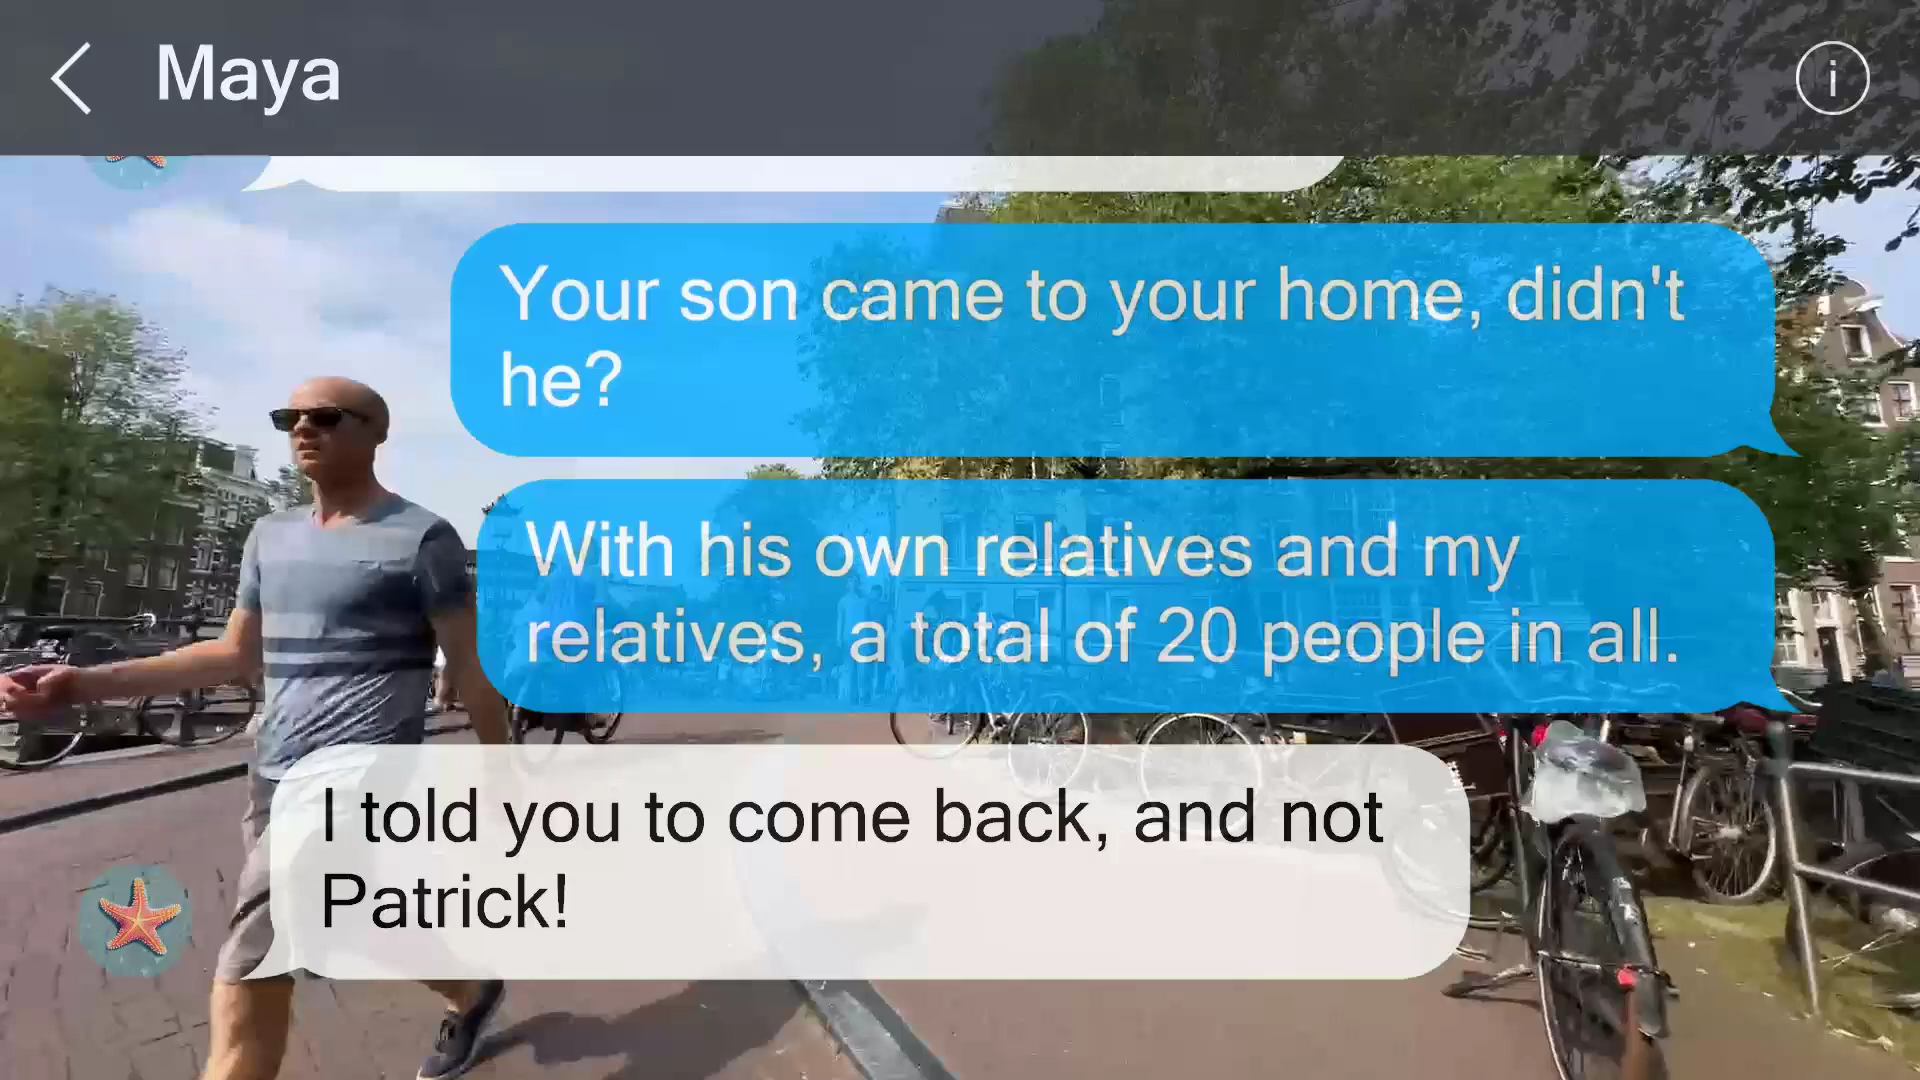 Maya
Your son came to your home, didn't
he?
With his own relatives and my
relatives, a total of 20 people in all.
I told you to come back, and not
Patrick!